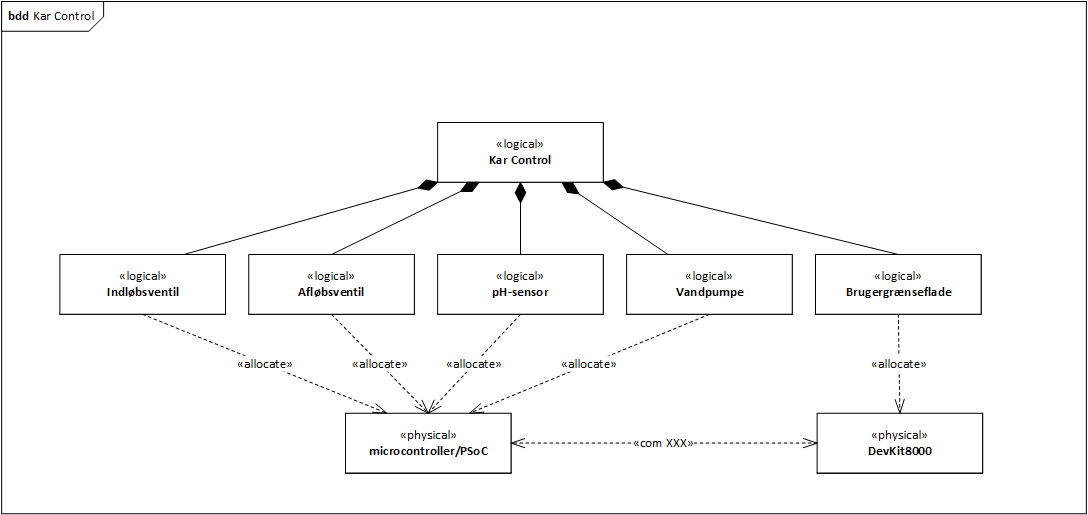 bdd Kar Control
«logical»
Kar Control
«logical»
Indløbsventil
«logical»
Afløbsventil
«logical»
pH-sensor
«logical»
Vandpumpe
«logical»
Brugergrænseflade
«allocate»
«allocate»
«allocate»
«allocate»
«allocate»
«physical»
microcontroller/PSoC
«com XXX»
«physical»
DevKit8000